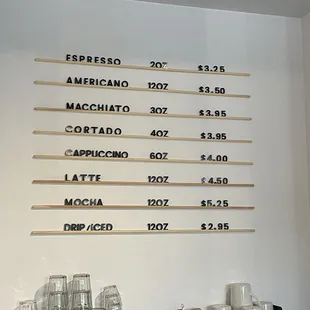 ESPRESSO 2OZ $3.25
AMERICANO 12OZ $3.50
MACCHIATO 3OZ $3.95
CORTADO 4OZ $3.95
CAPPUCCINO 6OZ $4.00
LATTE 12OZ $4.50
MOCHA 12OZ $5.25
DRIP/ICED 12OZ $2.95